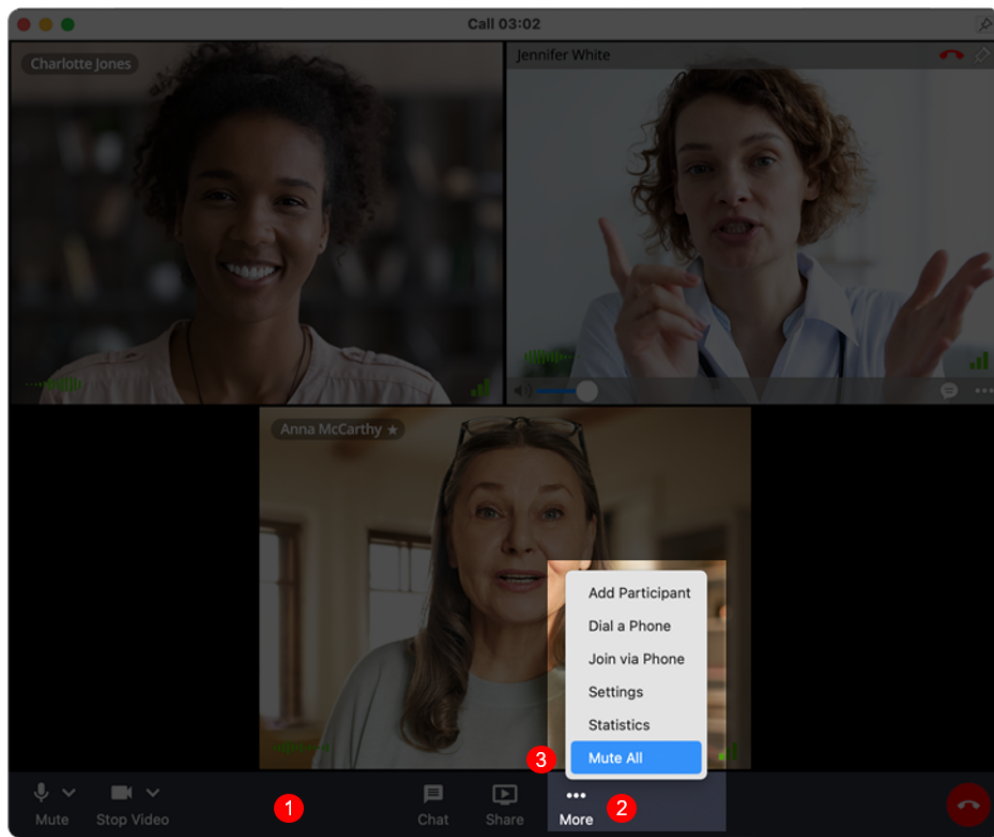 Call 03:02
Charlotte Jones
Jennifer White
Anna McCarthy ★
Add Participant
Dial a Phone
Join via Phone
Settings
Statistics
3 Mute All
Mute Stop Video 1 Chat Share More 2